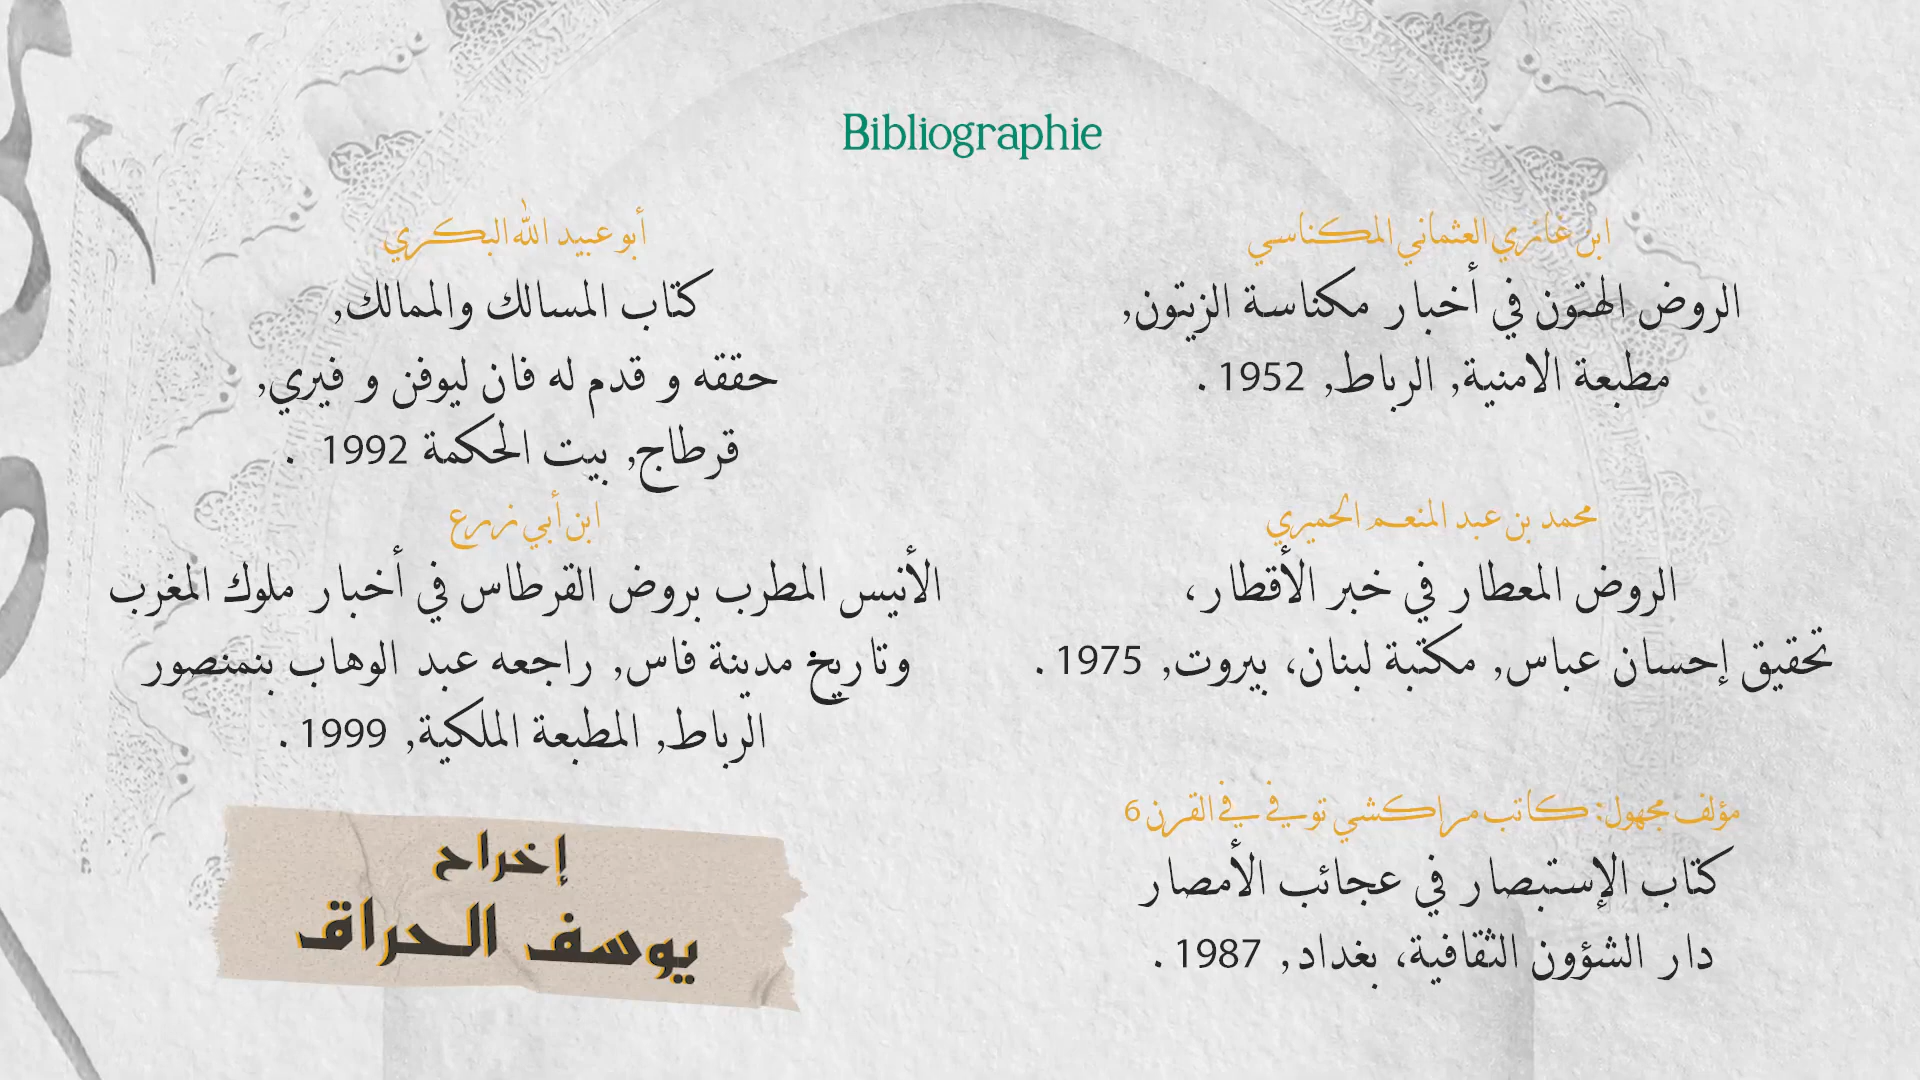 Bibliographie
ابن غازي العثماني المكناسي
الروض الهتون في أخبار مكناسة الزيتون,
مطبعة الامنية, الرباط, 1952 .
محمد بن عبد المنعم الحميري
الروض المعطار في خبر الأقطار،
تحقيق إحسان عباس, مكتبة لبنان، بيروت, 1975 .
مؤلف مجهول: كاتب مراكشي توفي في القرن 6
كتاب الإستبصار في عجائب الأمصار
دار الشؤون الثقافية، بغداد, 1987 .
أبو عبيد الله البكري
كتاب المسالك والممالك,
حققه و قدم له فان ليوفن و فيري,
قرطاج, بيت الحكمة 1992 .
ابن أبي زرع
الأنيس المطرب بروض القرطاس في أخبار ملوك المغرب
وتاريخ مدينة فاس, راجعه عبد الوهاب بنمنصور
الرباط, المطبعة الملكية, 1999 .
إخراح
يوسف الحراق